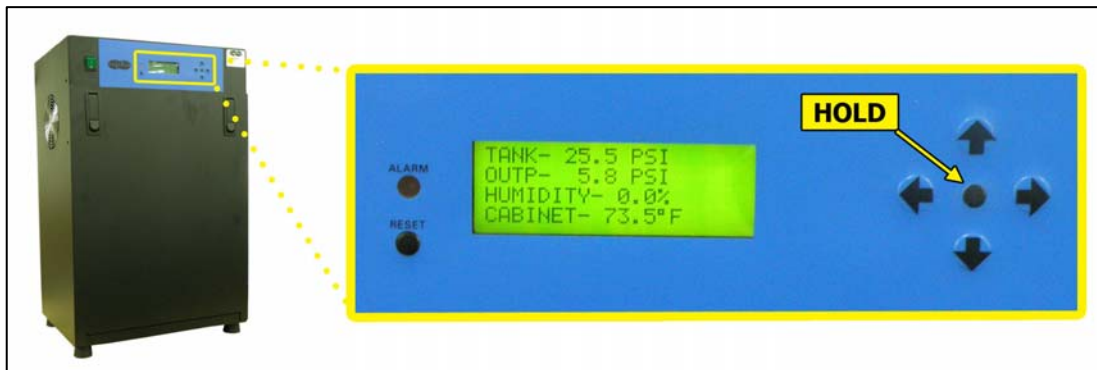 HOLD
ALARM
RESET
TANK- 25.5 PSI
OUTP-  5.8 PSI
HUMIDITY- 0.0%
CABINET- 73.5°F